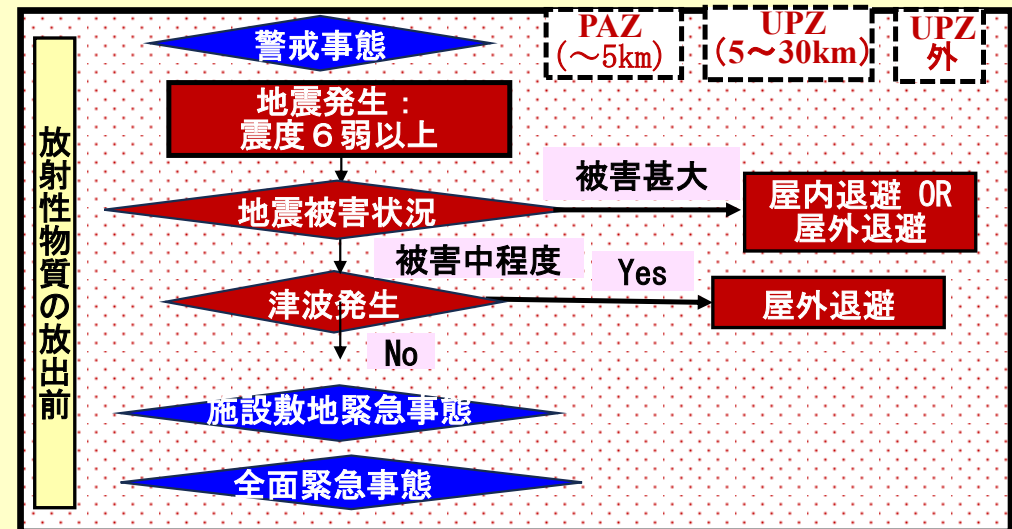 放射性物質の放出前
警戒事態
PAZ
(～5km)
UPZ
(5～30km)
UPZ
外
地震発生：
震度６弱以上
地震被害状況
被害甚大
屋内退避 OR
屋外退避
被害中程度
津波発生
Yes
屋外退避
No
施設敷地緊急事態
全面緊急事態